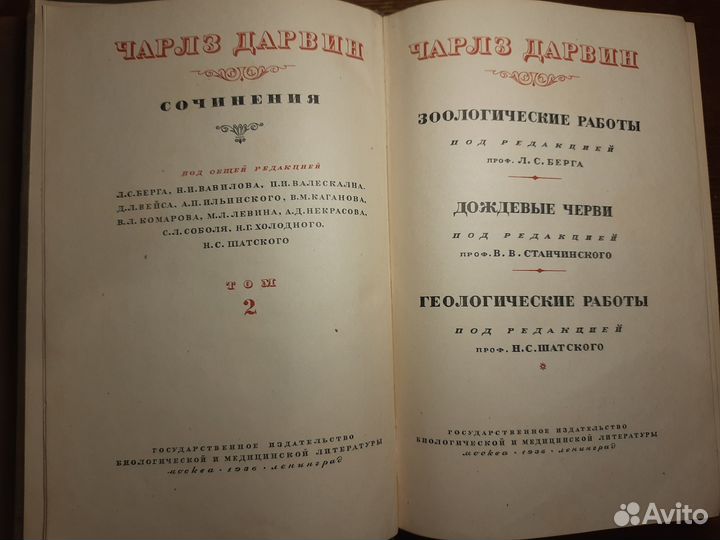 ЧАРЛЗ ДАРВИН
СОЧИНЕНИЯ
ПОД ОБЩЕЙ РЕДАКЦИЕЙ
Л.С.БЕРГА, Н.И.ВАВИЛОВА, П.И.ВАЛЕСКАЛНА,
Д.Л.ВЕЙСА, А.П.ИЛЬИНСКОГО, В.М.КАГАНОВА,
В.Л.КОМАРОВА, М.Л.ЛЕВИНА, А.Д.НЕКРАСОВА,
С.Л.СОБОЛЯ, Н.Г.ХОЛОДНОГО,
Н.С.ШАТСКОГО
ТОМ
2
ГОСУДАРСТВЕННОЕ ИЗДАТЕЛЬСТВО
БИОЛОГИЧЕСКОЙ И МЕДИЦИНСКОЙ ЛИТЕРАТУРЫ
МОСКВА · 1936 · ЛЕНИНГРАД
ЧАРЛЗ ДАРВИН
ЗООЛОГИЧЕСКИЕ РАБОТЫ
ПОД РЕДАКЦИЕЙ
ПРОФ. Л.С.БЕРГА
ДОЖДЕВЫЕ ЧЕРВИ
ПОД РЕДАКЦИЕЙ
ПРОФ. В.В.СТАНЧИНСКОГО
ГЕОЛОГИЧЕСКИЕ РАБОТЫ
ПОД РЕДАКЦИЕЙ
ПРОФ. Н.С.ШАТСКОГО
ГОСУДАРСТВЕННОЕ ИЗДАТЕЛЬСТВО
БИОЛОГИЧЕСКОЙ И МЕДИЦИНСКОЙ ЛИТЕРАТУРЫ
МОСКВА · 1936 · ЛЕНИНГРАД
Avito